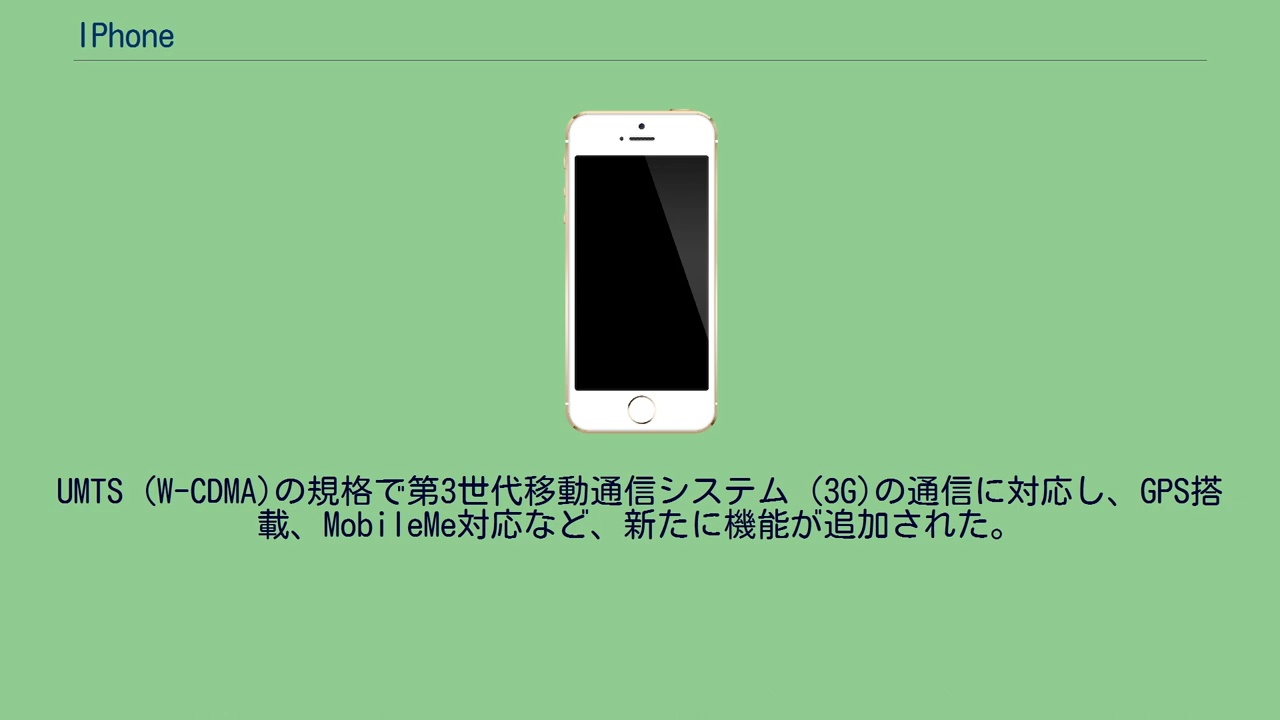 IPhone
UMTS (W-CDMA)の規格で第3世代移動通信システム (3G)の通信に対応し、GPS搭
載、MobileMe対応など、新たに機能が追加された。